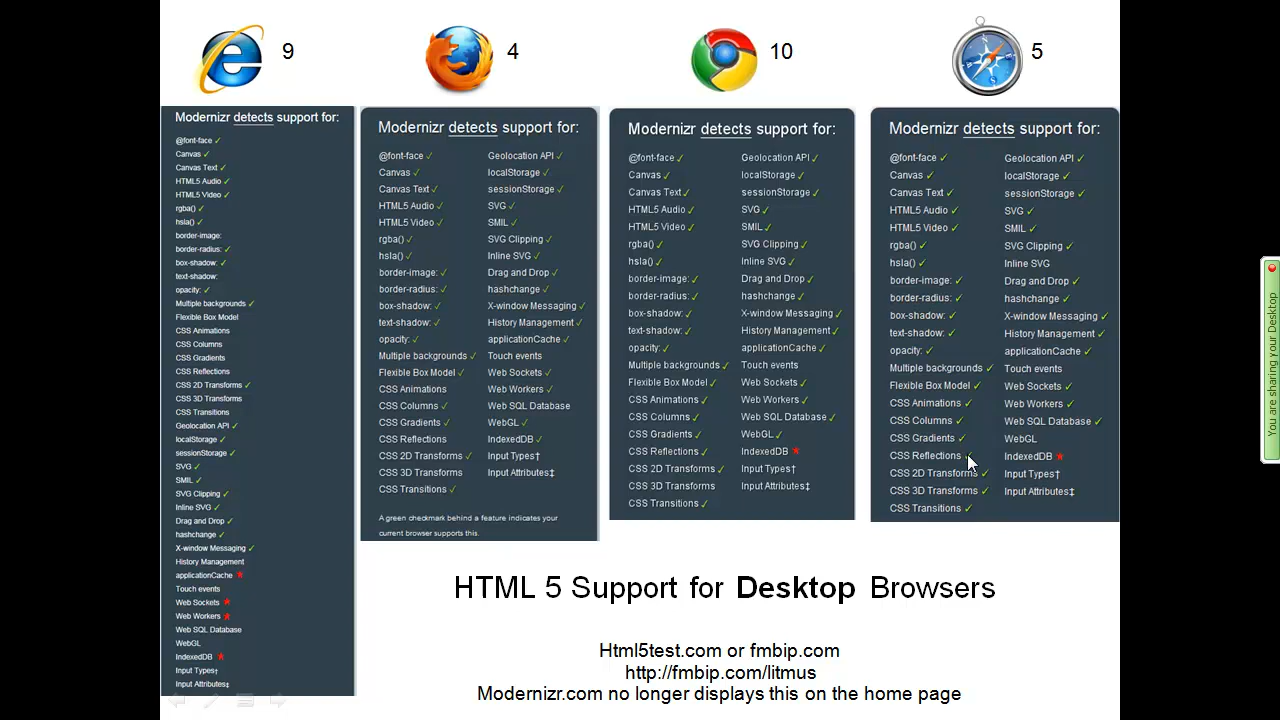 9
4
10
5
Modernizr detects support for:
@font-face ✓
Canvas ✓
Canvas Text ✓
HTML5 Audio ✓
HTML5 Video ✓
rgba() ✓
hsla() ✓
border-image:
border-radius: ✓
box-shadow: ✓
text-shadow:
opacity: ✓
Multiple backgrounds ✓
Flexible Box Model
CSS Animations
CSS Columns
CSS Gradients
CSS Reflections
CSS 2D Transforms ✓
CSS 3D Transforms
CSS Transitions
Geolocation API ✓
localStorage ✓
sessionStorage ✓
SVG ✓
SMIL ✓
SVG Clipping ✓
Inline SVG ✓
Drag and Drop ✓
hashchange ✓
X-window Messaging ✓
History Management
applicationCache ★
Touch events
Web Sockets ★
Web Workers ★
Web SQL Database
WebGL
IndexedDB ★
Input Types†
Input Attributes‡
Modernizr detects support for:
@font-face ✓
Canvas ✓
Canvas Text ✓
HTML5 Audio ✓
HTML5 Video ✓
rgba() ✓
hsla() ✓
border-image: ✓
border-radius: ✓
box-shadow: ✓
text-shadow: ✓
opacity: ✓
Multiple backgrounds ✓
Flexible Box Model ✓
CSS Animations
CSS Columns ✓
CSS Gradients ✓
CSS Reflections
CSS 2D Transforms ✓
CSS 3D Transforms
CSS Transitions ✓
Geolocation API ✓
localStorage ✓
sessionStorage ✓
SVG ✓
SMIL ✓
SVG Clipping ✓
Inline SVG ✓
Drag and Drop ✓
hashchange ✓
X-window Messaging ✓
History Management ✓
applicationCache ✓
Touch events
Web Sockets ✓
Web Workers ✓
Web SQL Database
WebGL ✓
IndexedDB ✓
Input Types†
Input Attributes‡
A green checkmark behind a feature indicates your
current browser supports this.
Modernizr detects support for:
@font-face ✓
Canvas ✓
Canvas Text ✓
HTML5 Audio ✓
HTML5 Video ✓
rgba() ✓
hsla() ✓
border-image: ✓
border-radius: ✓
box-shadow: ✓
text-shadow: ✓
opacity: ✓
Multiple backgrounds ✓
Flexible Box Model ✓
CSS Animations ✓
CSS Columns ✓
CSS Gradients ✓
CSS Reflections ✓
CSS 2D Transforms ✓
CSS 3D Transforms
CSS Transitions ✓
Geolocation API ✓
localStorage ✓
sessionStorage ✓
SVG ✓
SMIL ✓
SVG Clipping ✓
Inline SVG ✓
Drag and Drop ✓
hashchange ✓
X-window Messaging ✓
History Management ✓
applicationCache ✓
Touch events
Web Sockets ✓
Web Workers ✓
Web SQL Database ✓
WebGL ✓
IndexedDB ★
Input Types†
Input Attributes‡
Modernizr detects support for:
@font-face ✓
Canvas ✓
Canvas Text ✓
HTML5 Audio ✓
HTML5 Video ✓
rgba() ✓
hsla() ✓
border-image: ✓
border-radius: ✓
box-shadow: ✓
text-shadow: ✓
opacity: ✓
Multiple backgrounds ✓
Flexible Box Model ✓
CSS Animations ✓
CSS Columns ✓
CSS Gradients ✓
CSS Reflections ✓
CSS 2D Transforms ✓
CSS 3D Transforms ✓
CSS Transitions ✓
Geolocation API ✓
localStorage ✓
sessionStorage ✓
SVG ✓
SMIL ✓
SVG Clipping ✓
Inline SVG
Drag and Drop ✓
hashchange ✓
X-window Messaging ✓
History Management ✓
applicationCache ✓
Touch events
Web Sockets ✓
Web Workers ✓
Web SQL Database ✓
WebGL
IndexedDB ★
Input Types†
Input Attributes‡
HTML 5 Support for Desktop Browsers
Html5test.com or fmbip.com
http://fmbip.com/litmus
Modernizr.com no longer displays this on the home page
You are sharing your Desktop